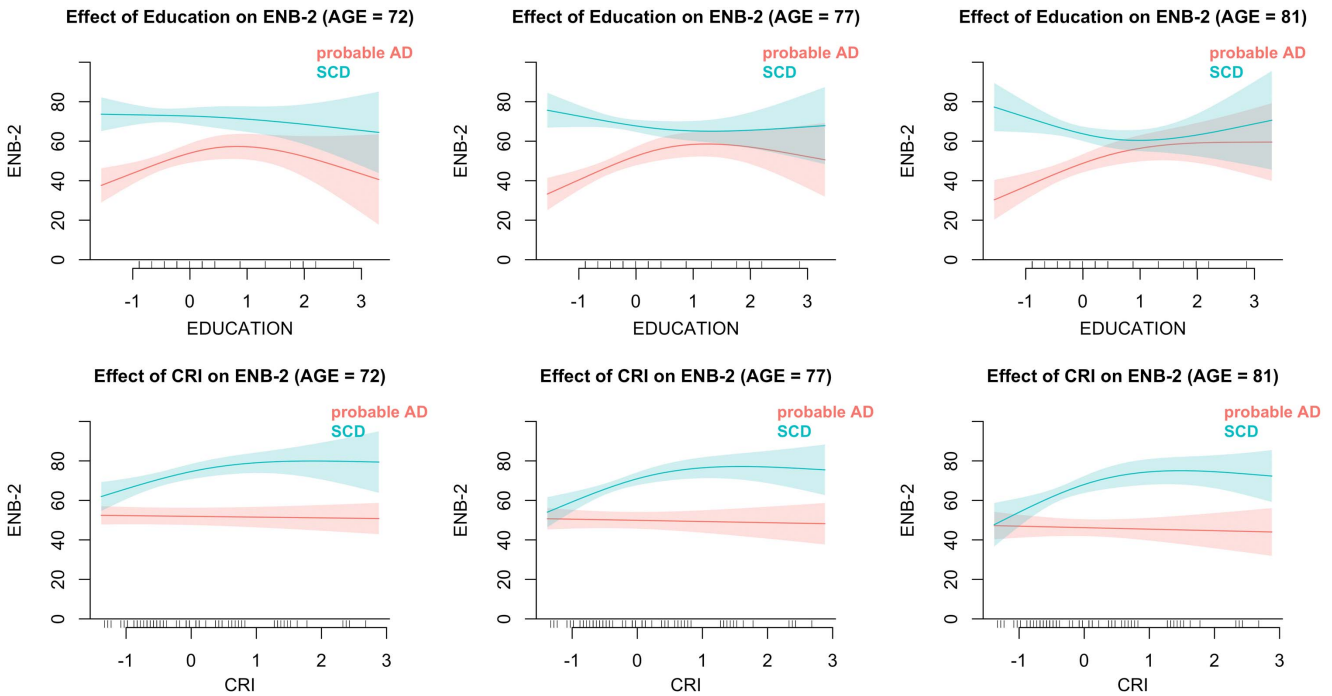 Effect of Education on ENB-2 (AGE = 72)
probable AD
SCD
ENB-2
80
60
40
20
0
-1 0 1 2 3
EDUCATION
Effect of Education on ENB-2 (AGE = 77)
probable AD
SCD
ENB-2
80
60
40
20
0
-1 0 1 2 3
EDUCATION
Effect of Education on ENB-2 (AGE = 81)
probable AD
SCD
ENB-2
80
60
40
20
0
-1 0 1 2 3
EDUCATION
Effect of CRI on ENB-2 (AGE = 72)
probable AD
SCD
ENB-2
80
60
40
20
0
-1 0 1 2 3
CRI
Effect of CRI on ENB-2 (AGE = 77)
probable AD
SCD
ENB-2
80
60
40
20
0
-1 0 1 2 3
CRI
Effect of CRI on ENB-2 (AGE = 81)
probable AD
SCD
ENB-2
80
60
40
20
0
-1 0 1 2 3
CRI